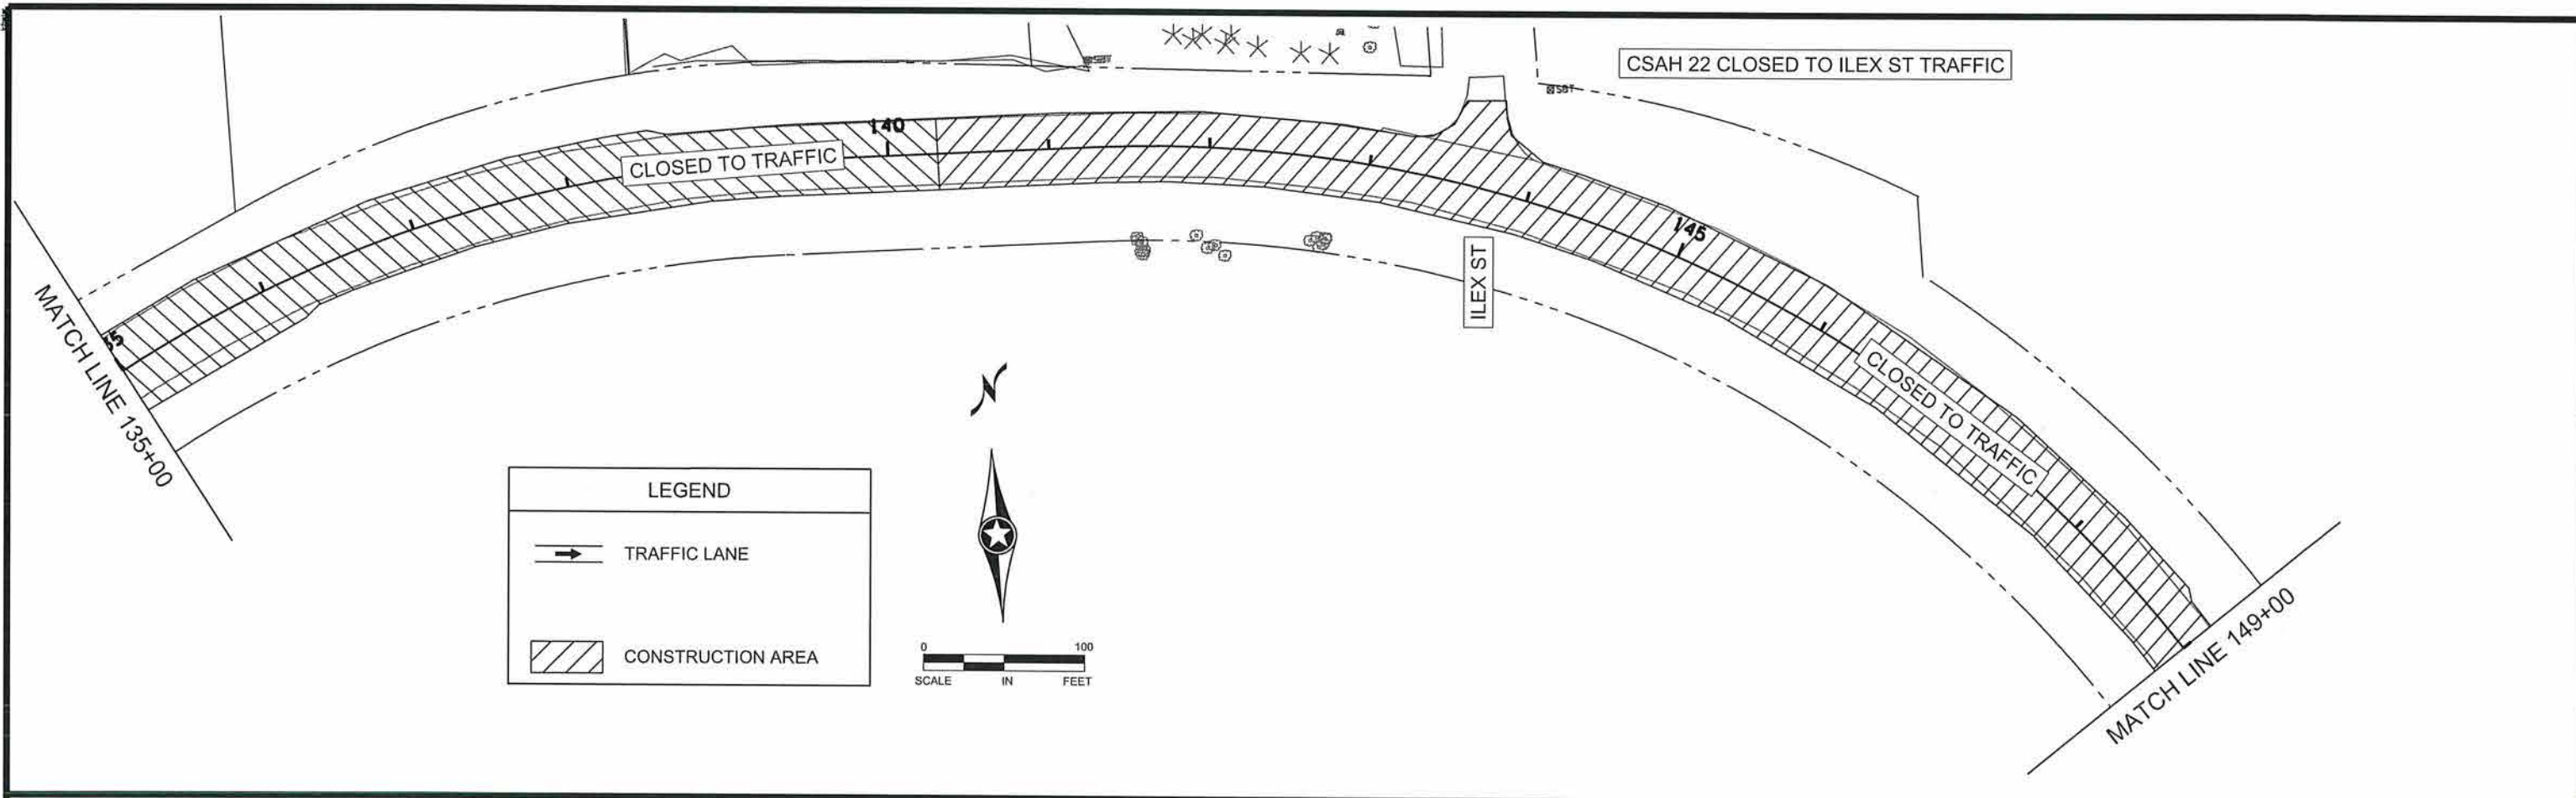 CSAH 22 CLOSED TO ILEX ST TRAFFIC
SBT
140
CLOSED TO TRAFFIC
145
ILEX ST
MATCH LINE 135+00
CLOSED TO TRAFFIC
N
LEGEND
TRAFFIC LANE
CONSTRUCTION AREA
0 100
SCALE IN FEET
MATCH LINE 149+00